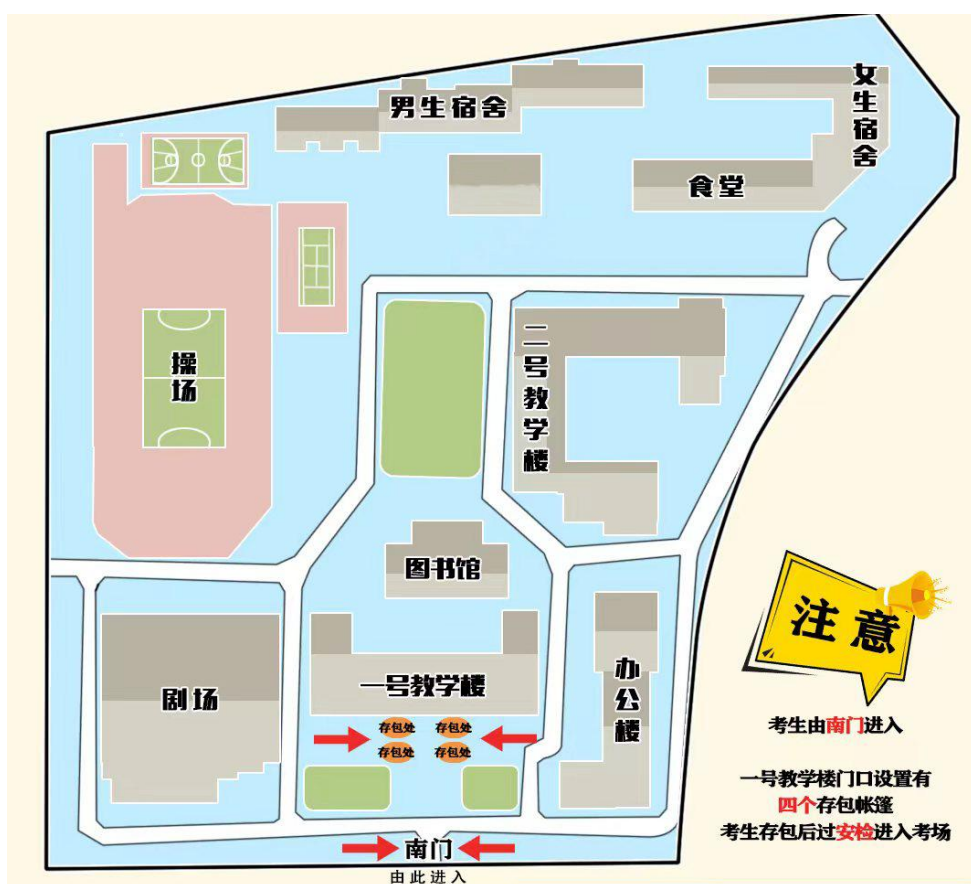 男生宿舍
女生宿舍
食堂
操场
二号教学楼
图书馆
一号教学楼
剧场
办公楼
存包处
存包处
存包处
存包处
南门
由此进入
注意
考生由南门进入
一号教学楼门口设置有
四个存包帐篷
考生存包后过安检进入考场